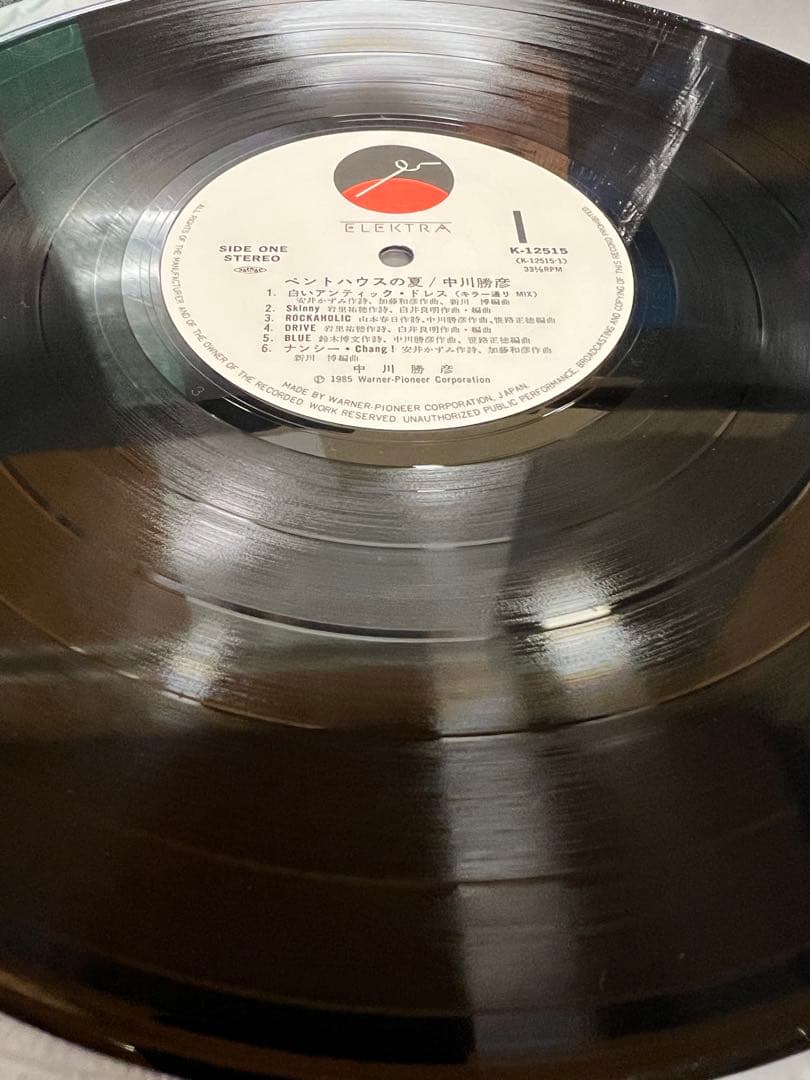 ELEKTRA
SIDE ONE
STEREO
1
K-12515
(K-12515-1)
33⅓RPM
ペントハウスの夏/中川勝彦
1. 白いアンティック・ドレス (キラー通り MIX)
安井かずみ作詩、加藤和彦作曲、新川 博編曲
2. Skinny 岩里祐穂作詩、白井良明作曲・編曲
3. ROCKAHOLIC 山本春日作詩、中川勝彦作曲、笹路正徳編曲
4. DRIVE 岩里祐穂作詩、白井良明作曲・編曲
5. BLUE 鈴木博文作詩、中川勝彦作曲、笹路正徳編曲
6. ナンシー・Chang! 安井かずみ作詩、加藤和彦作曲、
新川 博編曲
中川勝彦
Ⓟ 1985 Warner-Pioneer Corporation
MADE BY WARNER-PIONEER CORPORATION, JAPAN.
ALL RIGHTS OF THE MANUFACTURER AND OF THE OWNER OF THE RECORDED WORK RESERVED. UNAUTHORIZED PUBLIC PERFORMANCE, BROADCASTING AND COPYING OF THIS RECORD PROHIBITED.